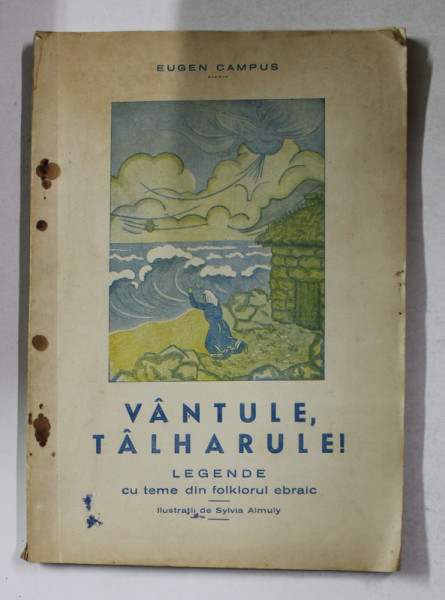 EUGEN CAMPUS
VÂNTULE,
TÂLHARULE!
LEGENDE
cu teme din folklorul ebraic
Ilustrații de Sylvia Almuly